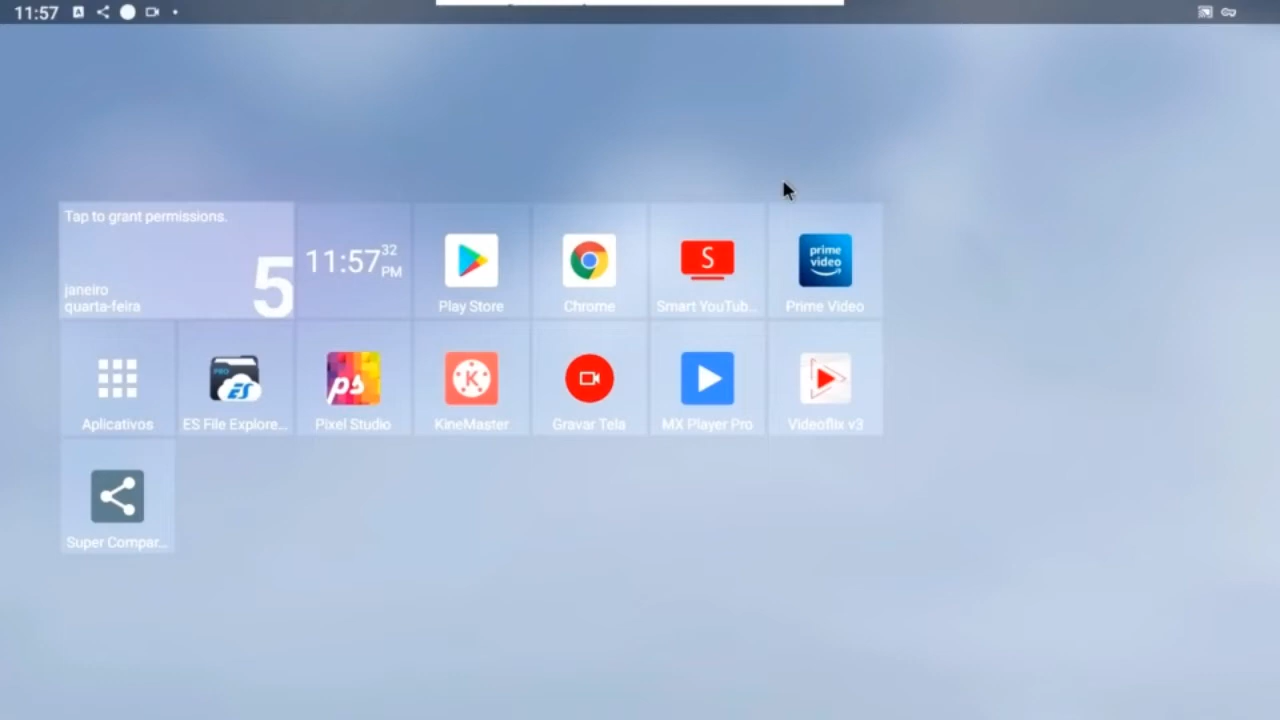 11:57
Tap to grant permissions.
5
janeiro
quarta-feira
11:57 32 PM
Play Store
Chrome
S
Smart YouTub...
prime video
Prime Video
Aplicativos
PRO
ES
ES File Explore...
ps
Pixel Studio
K
KineMaster
Gravar Tela
MX Player Pro
Videoflix v3
Super Compar...